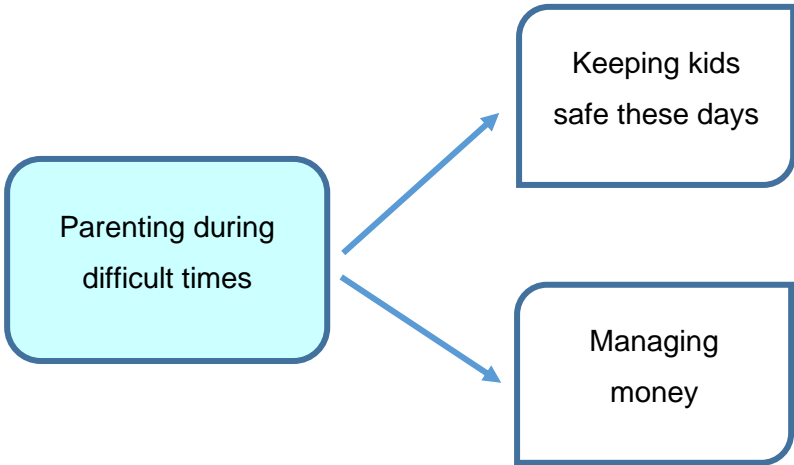 Keeping kids
safe these days
Parenting during
difficult times
Managing
money